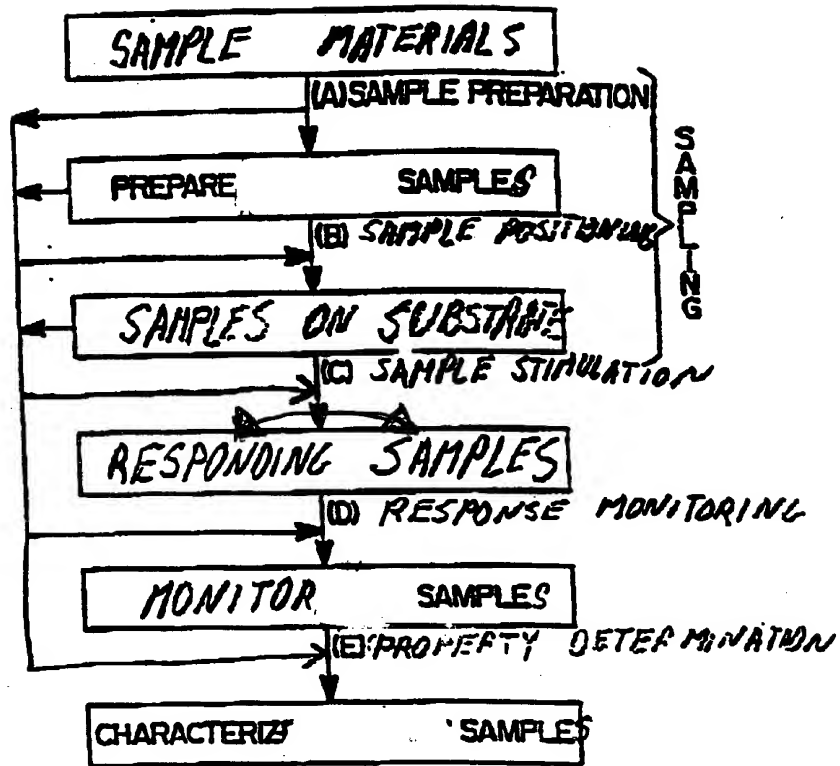 SAMPLE MATERIALS
(A) SAMPLE PREPARATION
SAMPLING
PREPARE SAMPLES
(B) SAMPLE POSITIONING
SAMPLES ON SUBSTRATE
(C) SAMPLE STIMULATION
RESPONDING SAMPLES
(D) RESPONSE MONITORING
MONITOR SAMPLES
(E) PROPERTY DETERMINATION
CHARACTERIZE SAMPLES